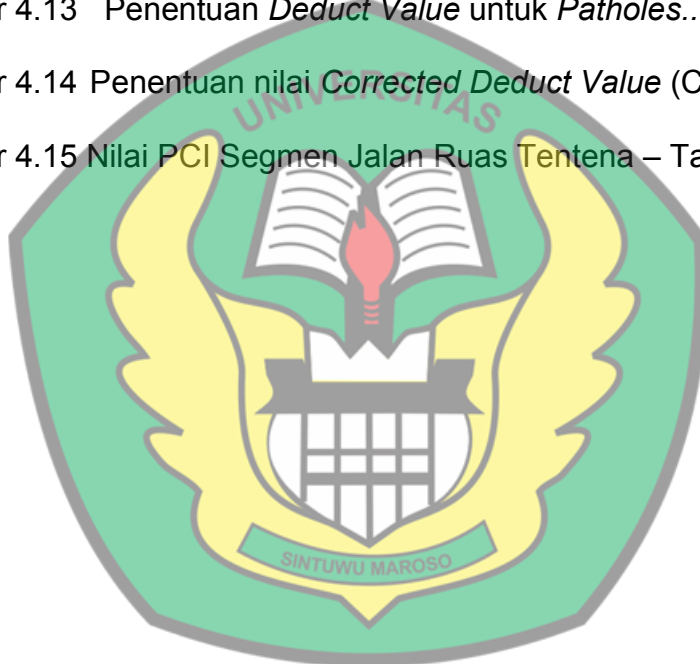 r 4.13 Penentuan Deduct Value untuk Patholes..
r 4.14 Penentuan nilai Corrected Deduct Value (C
r 4.15 Nilai PCI Segmen Jalan Ruas Tentena – Ta
UNIVERSITAS
SINTUWU MAROSO